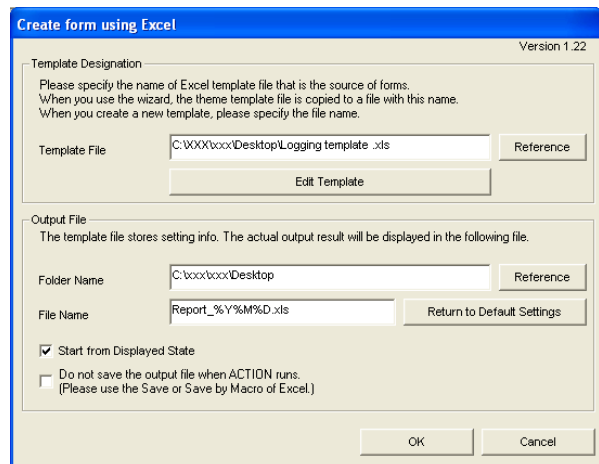 Create form using Excel
Version 1.22
Template Designation
Please specify the name of Excel template file that is the source of forms.
When you use the wizard, the theme template file is copied to a file with this name.
When you create a new template, please specify the file name.
Template File C:\XXX\xxx\Desktop\Logging template .xls Reference
Edit Template
Output File
The template file stores setting info. The actual output result will be displayed in the following file.
Folder Name C:\xxx\xxx\Desktop Reference
File Name Report_%Y%M%D.xls Return to Default Settings
Start from Displayed State
Do not save the output file when ACTION runs.
(Please use the Save or Save by Macro of Excel.)
OK Cancel